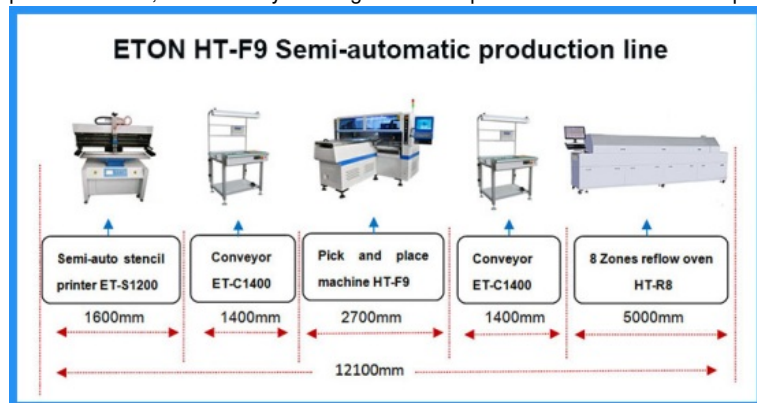 ETON HT-F9 Semi-automatic production line
Semi-auto stencil
printer ET-S1200
Conveyor
ET-C1400
Pick and place
machine HT-F9
Conveyor
ET-C1400
8 Zones reflow oven
HT-R8
1600mm
1400mm
2700mm
1400mm
5000mm
12100mm